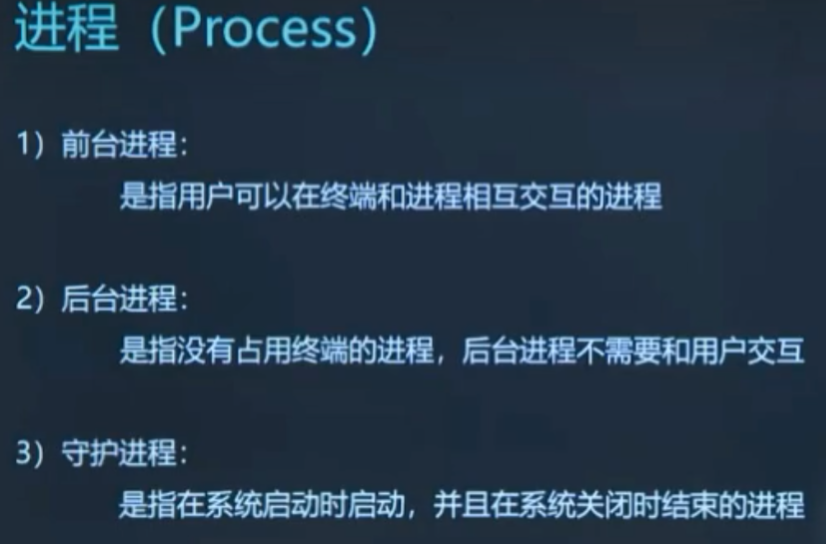 进程（Process）
1）前台进程：
是指用户可以在终端和进程相互交互的进程
2）后台进程：
是指没有占用终端的进程，后台进程不需要和用户交互
3）守护进程：
是指在系统启动时启动，并且在系统关闭时结束的进程